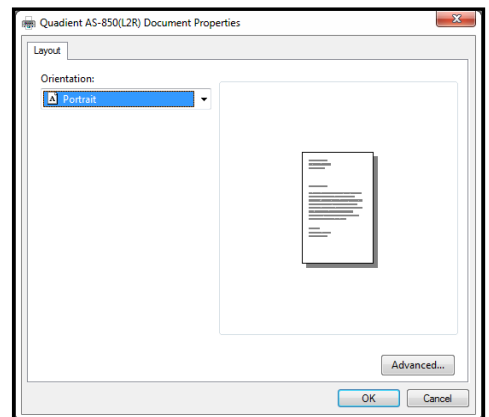 Quadient AS-850(L2R) Document Properties
Layout
Orientation:
A Portrait
Advanced...
OK Cancel